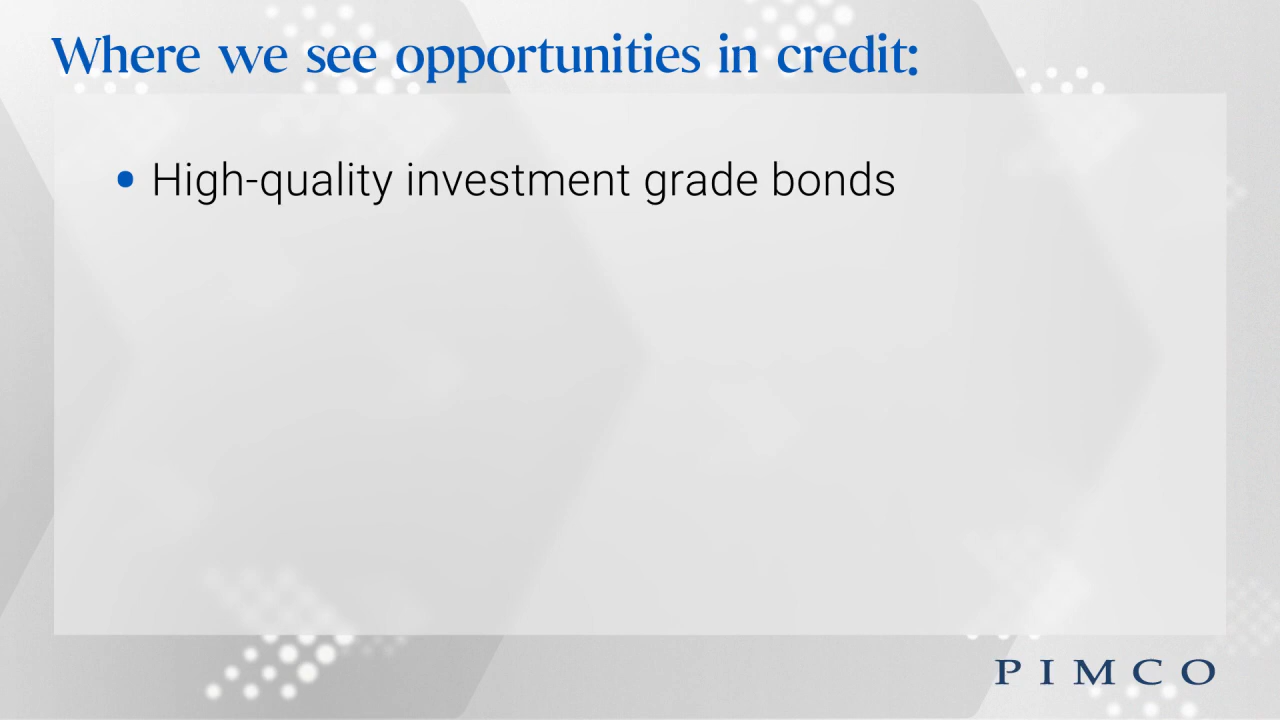 Where we see opportunities in credit:
• High-quality investment grade bonds
PIMCO